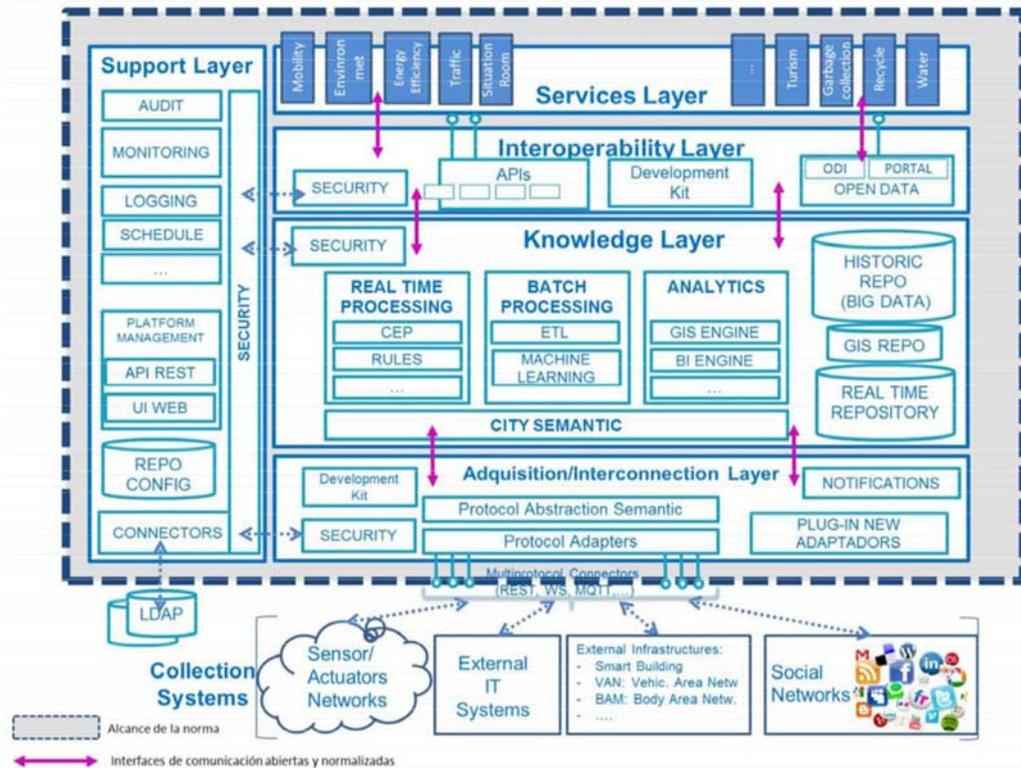 Support Layer
AUDIT
MONITORING
LOGGING
SCHEDULE
...
PLATFORM
MANAGEMENT
API REST
UI WEB
REPO
CONFIG
CONNECTORS
SECURITY
LDAP
Mobility
Environ
met
Energy
Efficiency
Traffic
Situation
Room
Services Layer
...
Turism
Garbage
collection
Recycle
Water
Interoperability Layer
SECURITY
APIs
Development
Kit
ODI
PORTAL
OPEN DATA
Knowledge Layer
SECURITY
REAL TIME
PROCESSING
CEP
RULES
...
BATCH
PROCESSING
ETL
MACHINE
LEARNING
ANALYTICS
GIS ENGINE
BI ENGINE
...
HISTORIC
REPO
(BIG DATA)
GIS REPO
REAL TIME
REPOSITORY
CITY SEMANTIC
Adquisition/Interconnection Layer
Development
Kit
SECURITY
Protocol Abstraction Semantic
Protocol Adapters
NOTIFICATIONS
PLUG-IN NEW
ADAPTADORS
Multiprotocol Connectors
(REST, WS, MQTT,...)
Collection
Systems
Sensor/
Actuators
Networks
External
IT
Systems
External Infrastructures:
- Smart Building
- VAN: Vehic. Area Netw
- BAM: Body Area Netw.
- ....
Social
Networks
Alcance de la norma
Interfaces de comunicación abiertas y normalizadas